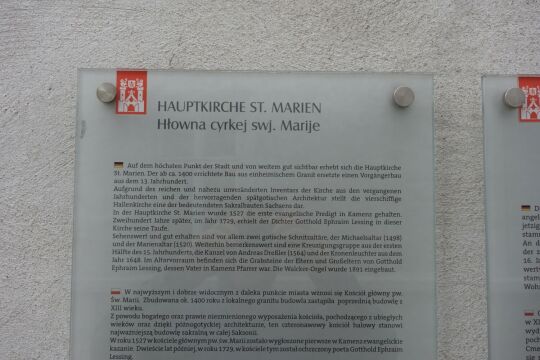 HAUPTKIRCHE ST. MARIEN
Hłowna cyrkej swj. Marije
Auf dem höchsten Punkt der Stadt und von weitem gut sichtbar erhebt sich die Hauptkirche
St. Marien. Der ab ca. 1400 errichtete Bau aus einheimischem Granit ersetzte einen Vorgängerbau
aus dem 13. Jahrhundert.
Aufgrund des reichen und nahezu unveränderten Inventars der Kirche aus den vergangenen
Jahrhunderten und der hervorragenden spätgotischen Architektur stellt die vierschiffige
Hallenkirche eine der bedeutendsten Sakralbauten Sachsens dar.
In der Hauptkirche St. Marien wurde 1527 die erste evangelische Predigt in Kamenz gehalten.
Zweihundert Jahre später, im Jahr 1729, erhielt der Dichter Gotthold Ephraim Lessing in dieser
Kirche seine Taufe.
Sehenswert und gut erhalten sind vor allem zwei gotische Schnitzaltäre, der Michaelsaltar (1498)
und der Marienaltar (1520). Weiterhin bemerkenswert sind eine Kreuzigungsgruppe aus der ersten
Hälfte des 15. Jahrhunderts, die Kanzel von Andreas Dreßler (1564) und der Kronenleuchter aus dem
Jahr 1648. Im Altarvorraum befinden sich die Grabsteine der Eltern und Großeltern von Gotthold
Ephraim Lessing, dessen Vater in Kamenz Pfarrer war. Die Walcker-Orgel wurde 1891 eingebaut.
W najwyższym i dobrze widocznym z daleka punkcie miasta wznosi się Kościół główny pw.
Św. Marii. Zbudowana ok. 1400 roku z lokalnego granitu budowla zastąpiła poprzednią budowlę z
XIII wieku.
Z powodu bogatego oraz prawie niezmienionego wyposażenia kościoła, pochodzącego z ubiegłych
wieków oraz dzięki późnogotyckiej architekturze, ten czteronawowy kościół halowy stanowi
najważniejszą budowlę sakralną w całej Saksonii.
W roku 1527 w kościele głównym pw. św. Marii zostało wygłoszone pierwsze w Kamenz ewangelickie
kazanie. Dwieście lat później, w roku 1729, w kościele tym został ochrzczony poeta Gotthold Ephraim
Lessing.